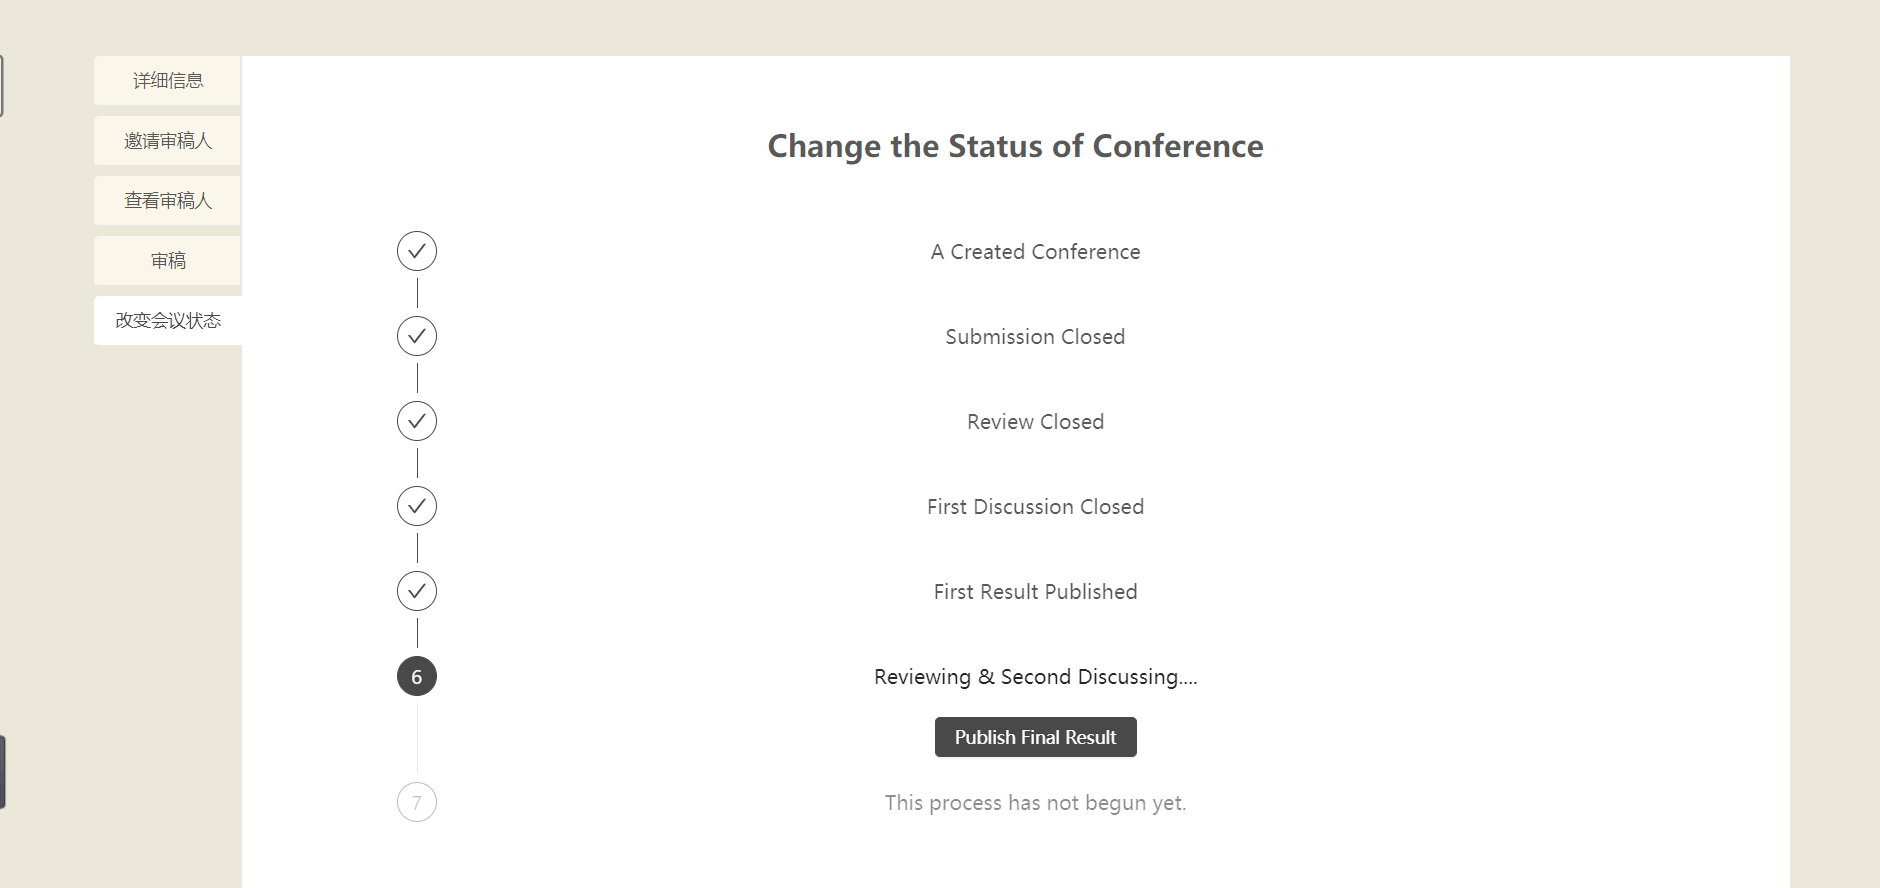 详细信息
邀请审稿人
查看审稿人
审稿
改变会议状态
Change the Status of Conference
A Created Conference
Submission Closed
Review Closed
First Discussion Closed
First Result Published
6 Reviewing & Second Discussing....
Publish Final Result
7 This process has not begun yet.